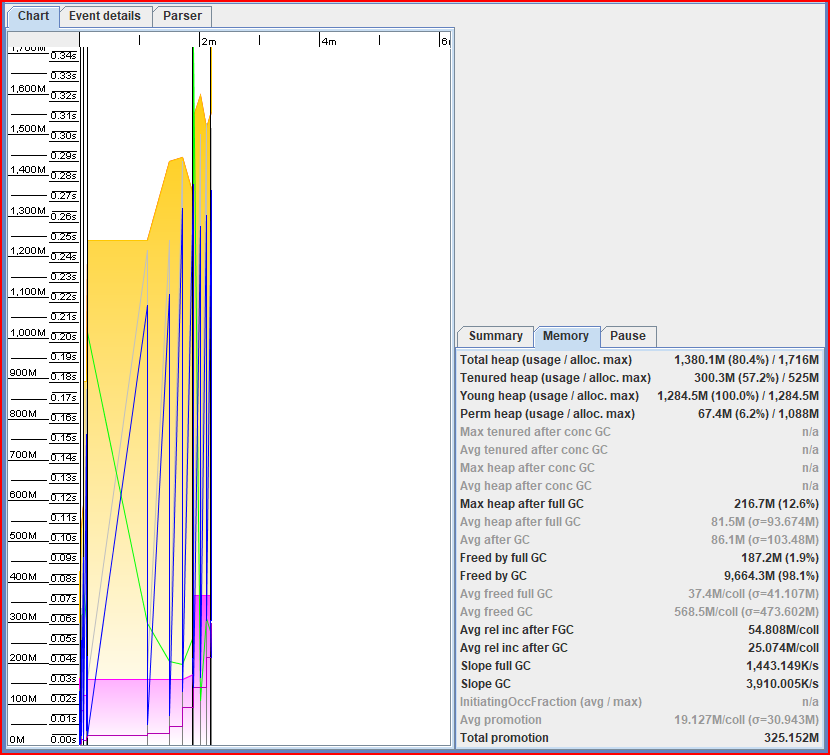 Chart Event details Parser
2m 4m 6
1,700M
0.34s
0.33s
1,600M
0.32s
0.31s
1,500M
0.30s
0.29s
1,400M
0.28s
0.27s
1,300M
0.26s
0.25s
1,200M
0.24s
0.23s
1,100M
0.22s
0.21s
1,000M
0.20s
0.19s
900M
0.18s
0.17s
800M
0.16s
0.15s
700M
0.14s
0.13s
600M
0.12s
0.11s
500M
0.10s
0.09s
400M
0.08s
0.07s
300M
0.06s
0.05s
200M
0.04s
0.03s
100M
0.02s
0.01s
0M
0.00s
Summary Memory Pause
Total heap (usage / alloc. max) 1,380.1M (80.4%) / 1,716M
Tenured heap (usage / alloc. max) 300.3M (57.2%) / 525M
Young heap (usage / alloc. max) 1,284.5M (100.0%) / 1,284.5M
Perm heap (usage / alloc. max) 67.4M (6.2%) / 1,088M
Max tenured after conc GC n/a
Avg tenured after conc GC n/a
Max heap after conc GC n/a
Avg heap after conc GC n/a
Max heap after full GC 216.7M (12.6%)
Avg heap after full GC 81.5M (σ=93.674M)
Avg after GC 86.1M (σ=103.48M)
Freed by full GC 187.2M (1.9%)
Freed by GC 9,664.3M (98.1%)
Avg freed full GC 37.4M/coll (σ=41.107M)
Avg freed GC 568.5M/coll (σ=473.602M)
Avg rel inc after FGC 54.808M/coll
Avg rel inc after GC 25.074M/coll
Slope full GC 1,443.149K/s
Slope GC 3,910.005K/s
InitiatingOccFraction (avg / max) n/a
Avg promotion 19.127M/coll (σ=30.943M)
Total promotion 325.152M